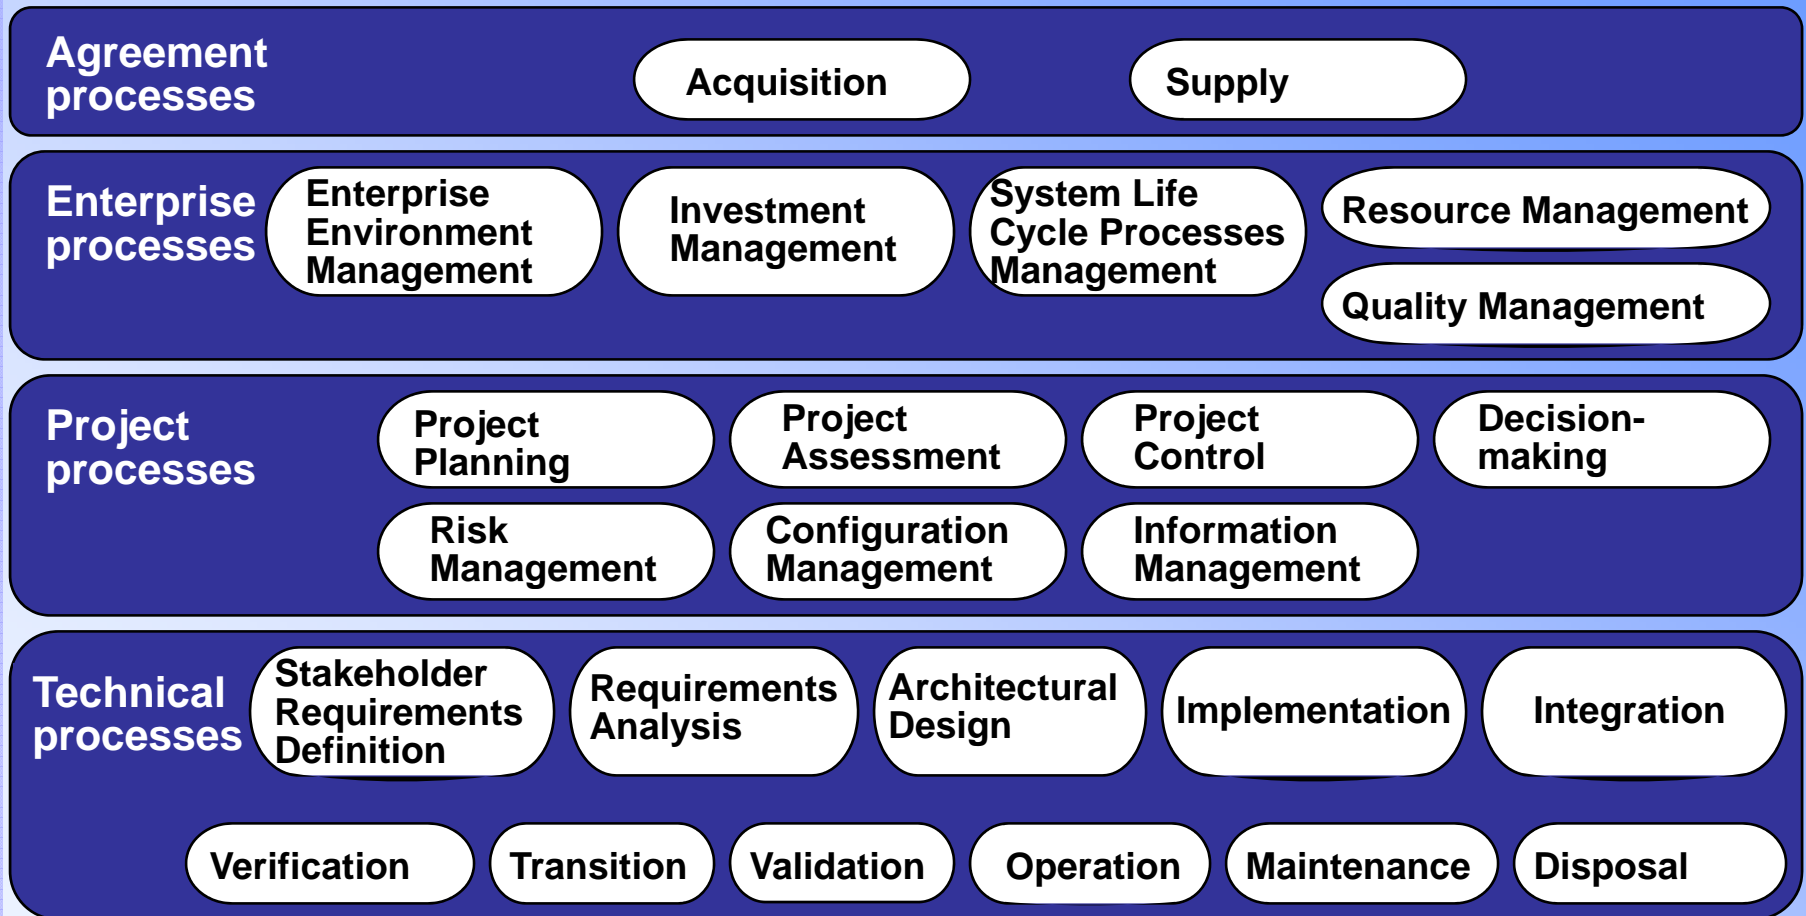 Agreement
processes
Acquisition
Supply
Enterprise
processes
Enterprise
Environment
Management
Investment
Management
System Life
Cycle Processes
Management
Resource Management
Quality Management
Project
processes
Project
Planning
Project
Assessment
Project
Control
Decision-
making
Risk
Management
Configuration
Management
Information
Management
Technical
processes
Stakeholder
Requirements
Definition
Requirements
Analysis
Architectural
Design
Implementation
Integration
Verification
Transition
Validation
Operation
Maintenance
Disposal